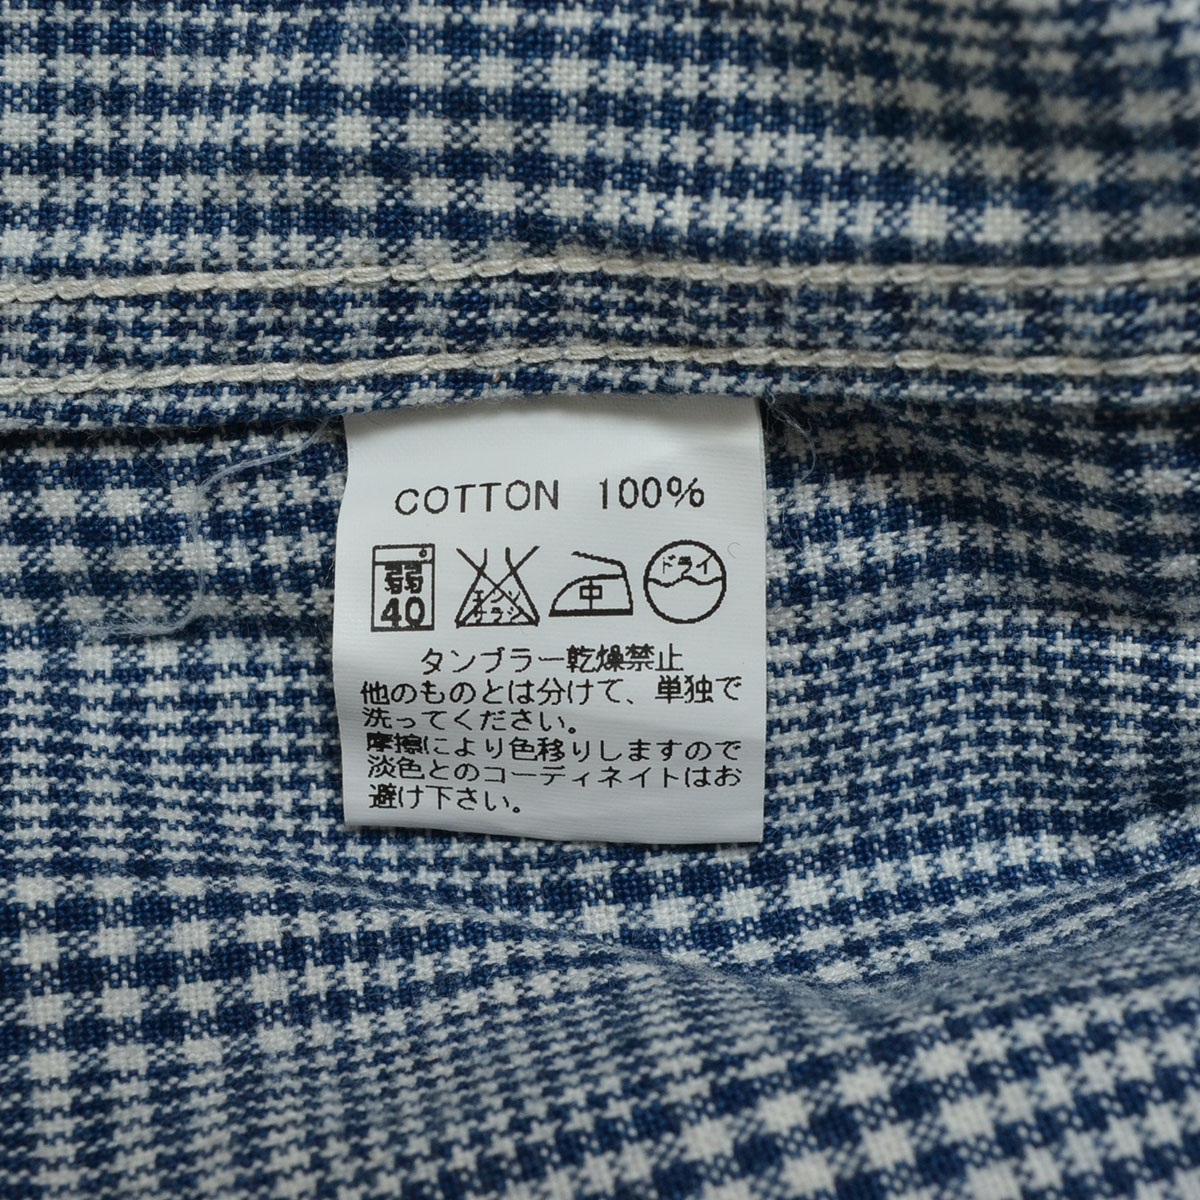 COTTON 100%
弱 40 エンソサラシ 中 ドライ
タンブラー乾燥禁止
他のものとは分けて、単独で
洗ってください。
摩擦により色移りしますので
淡色とのコーディネイトはお
避け下さい。